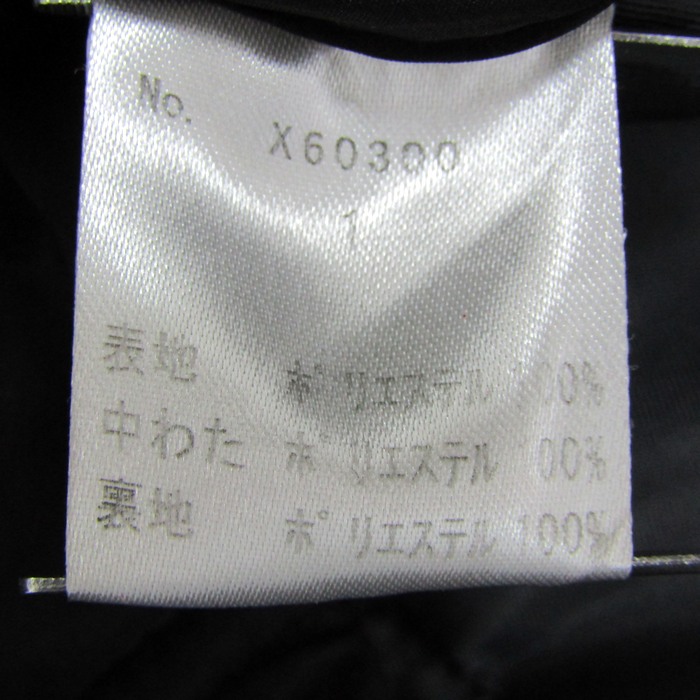 No. X60300
1
表地 ポリエステル 100%
中わた ポリエステル 100%
裏地 ポリエステル 100%